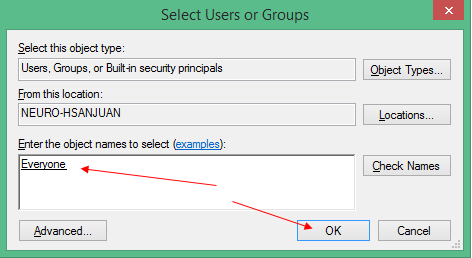 Select Users or Groups
Select this object type:
Users, Groups, or Built-in security principals
Object Types...
From this location:
NEURO-HSANJUAN
Locations...
Enter the object names to select (examples):
Everyone
Check Names
Advanced...
OK
Cancel